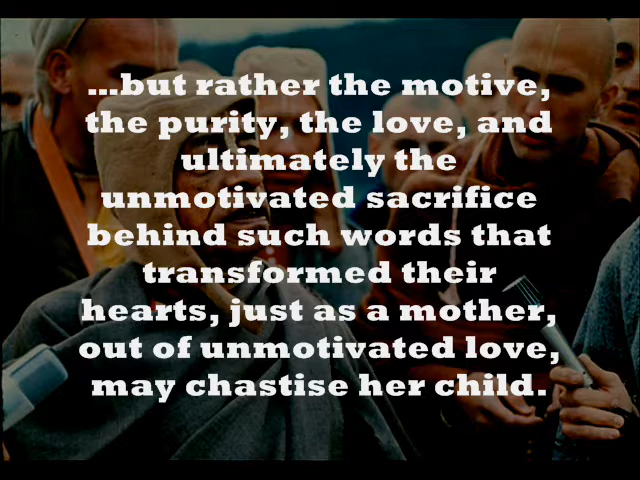 ...but rather the motive,
the purity, the love, and
ultimately the
unmotivated sacrifice
behind such words that
transformed their
hearts, just as a mother,
out of unmotivated love,
may chastise her child.